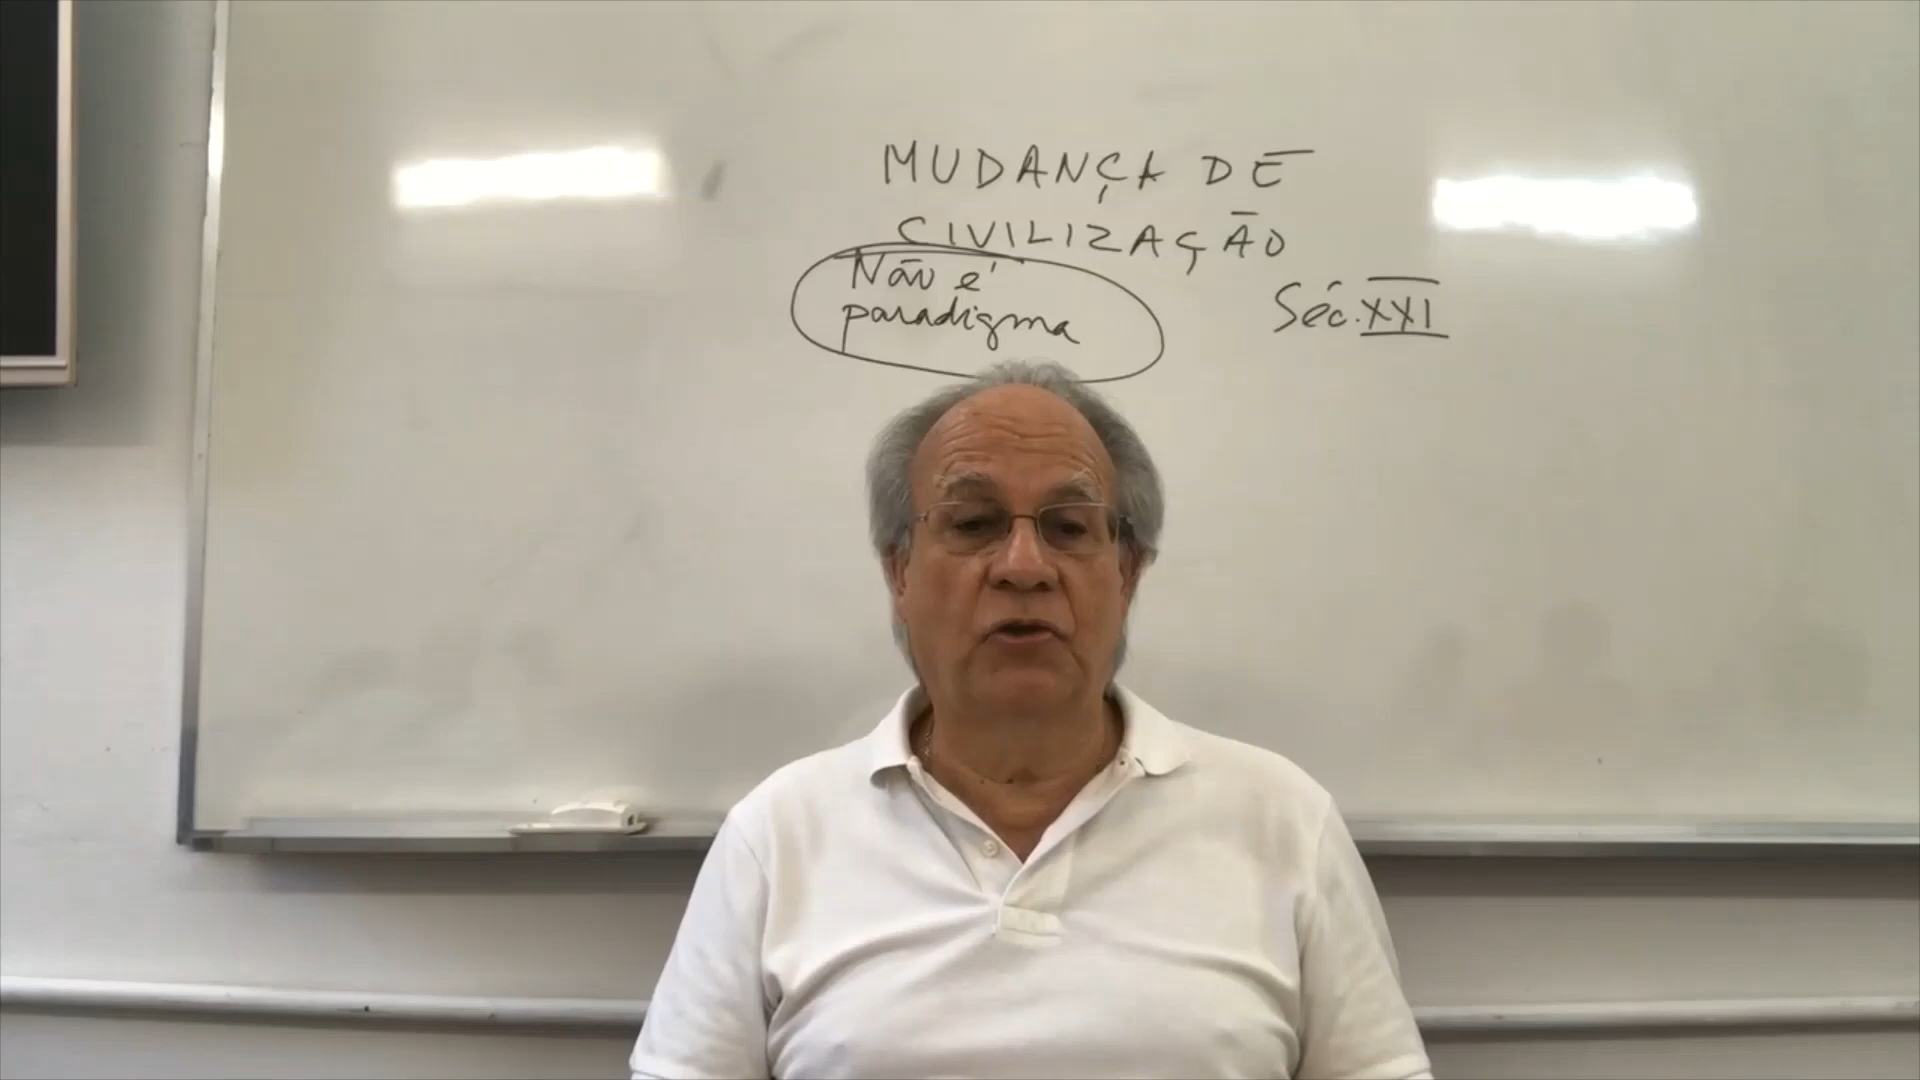 MUDANÇA DE
CIVILIZAÇÃO
Não é
paradigma
Séc. XXI